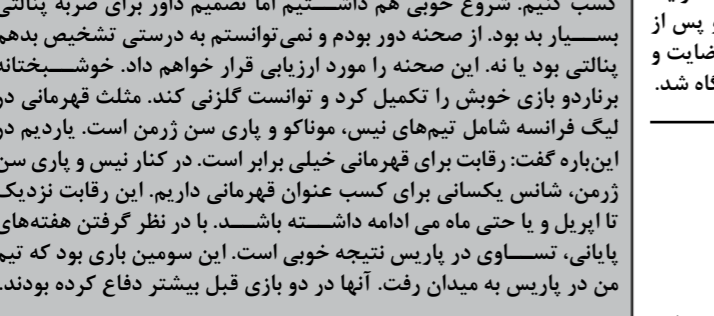 کسب کنیم. شروع خوبی هم داشتیم اما تصمیم داور برای ضربه پنالتی
بسیار بد بود. از صحنه دور بودم و نمی‌توانستم به درستی تشخیص بدهم
پنالتی بود یا نه. این صحنه را مورد ارزیابی قرار خواهم داد. خوشبختانه
برناردو بازی خوبش را تکمیل کرد و توانست گلزنی کند. مثلث قهرمانی در
لیگ فرانسه شامل تیم‌های نیس، موناکو و پاری سن ژرمن است. یاردیم در
این‌باره گفت: رقابت برای قهرمانی خیلی برابر است. در کنار نیس و پاری سن
ژرمن، شانس یکسانی برای کسب عنوان قهرمانی داریم. این رقابت نزدیک
تا اپریل و یا حتی ماه می ادامه داشته باشد. با در نظر گرفتن هفته‌های
پایانی، تساوی در پاریس نتیجه خوبی است. این سومین باری بود که تیم
من در پاریس به میدان رفت. آنها در دو بازی قبل بیشتر دفاع کرده بودند.
و پس از
ضایت و
گاه شد.